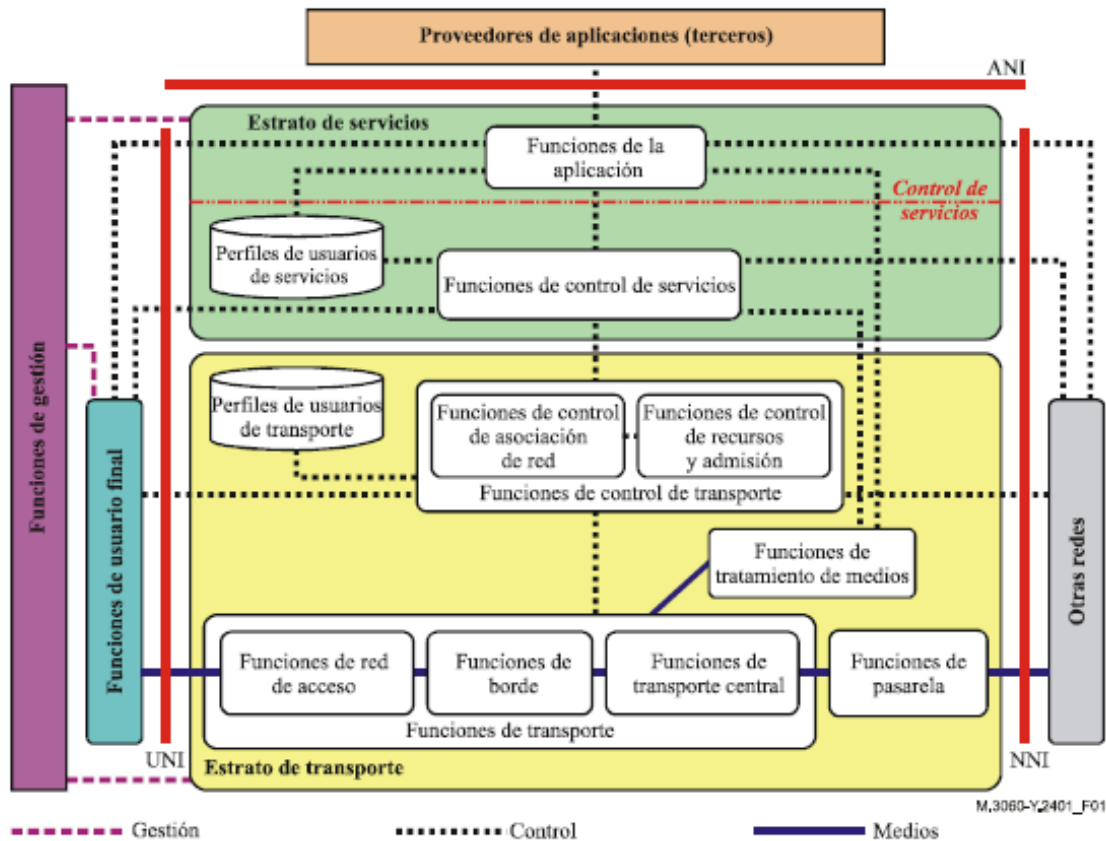 Proveedores de aplicaciones (terceros)
ANI
Estrato de servicios
Funciones de la
aplicación
Control de
servicios
Perfiles de usuarios
de servicios
Funciones de control de servicios
Funciones de gestión
Funciones de usuario final
Perfiles de usuarios
de transporte
Funciones de control
de asociación
de red
Funciones de control
de recursos
y admisión
Funciones de control de transporte
Funciones de
tratamiento de medios
Otras redes
Funciones de red
de acceso
Funciones de
borde
Funciones de
transporte central
Funciones de
pasarela
Funciones de transporte
UNI
Estrato de transporte
NNI
M.3060-Y.2401_F01
Gestión
Control
Medios